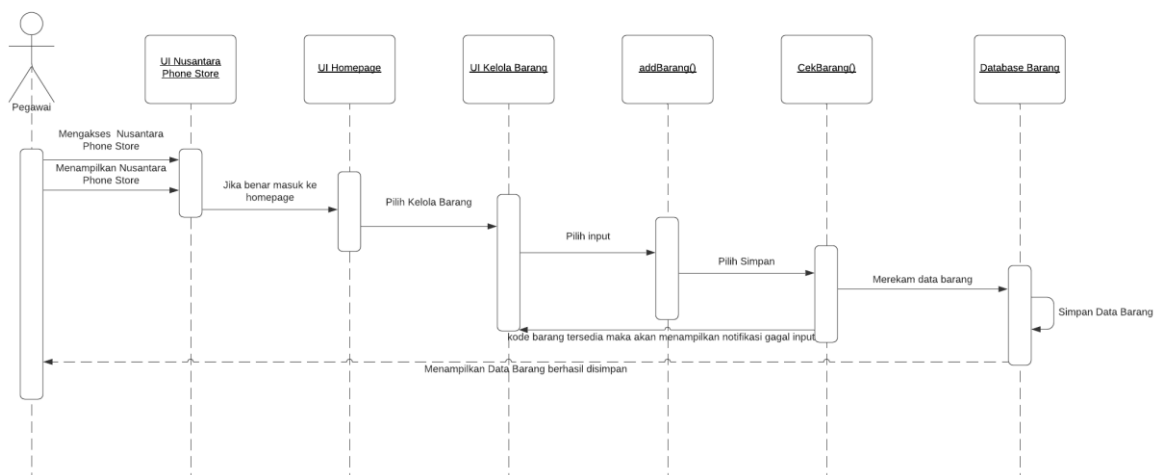 UI Nusantara
Phone Store
UI Homepage
UI Kelola Barang
addBarang()
CekBarang()
Database Barang
Pegawai
Mengakses Nusantara
Phone Store
Menampilkan Nusantara
Phone Store
Jika benar masuk ke
homepage
Pilih Kelola Barang
Pilih input
Pilih Simpan
Merekam data barang
Simpan Data Barang
kode barang tersedia maka akan menampilkan notifikasi gagal input
Menampilkan Data Barang berhasil disimpan